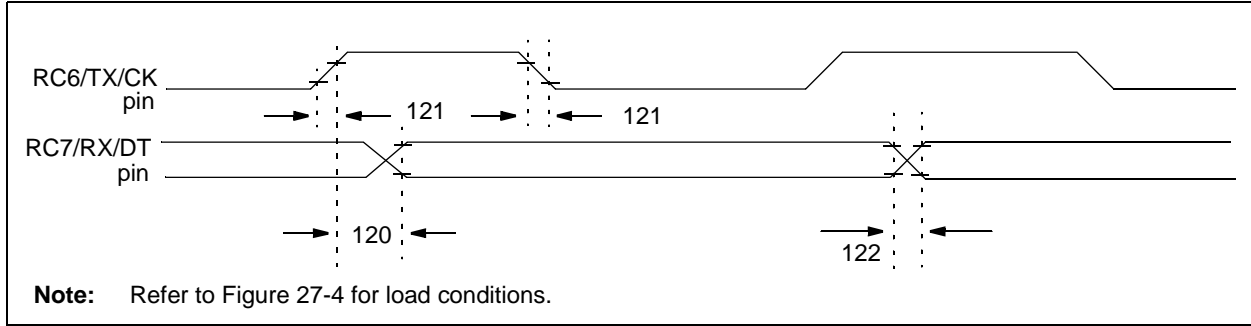 RC6/TX/CK
pin
121
121
RC7/RX/DT
pin
120
122
Note: Refer to Figure 27-4 for load conditions.